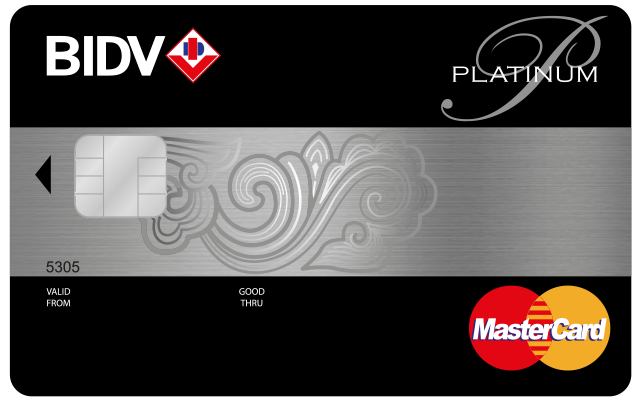 BIDV
PLATINUM
5305
VALID
FROM
GOOD
THRU
MasterCard